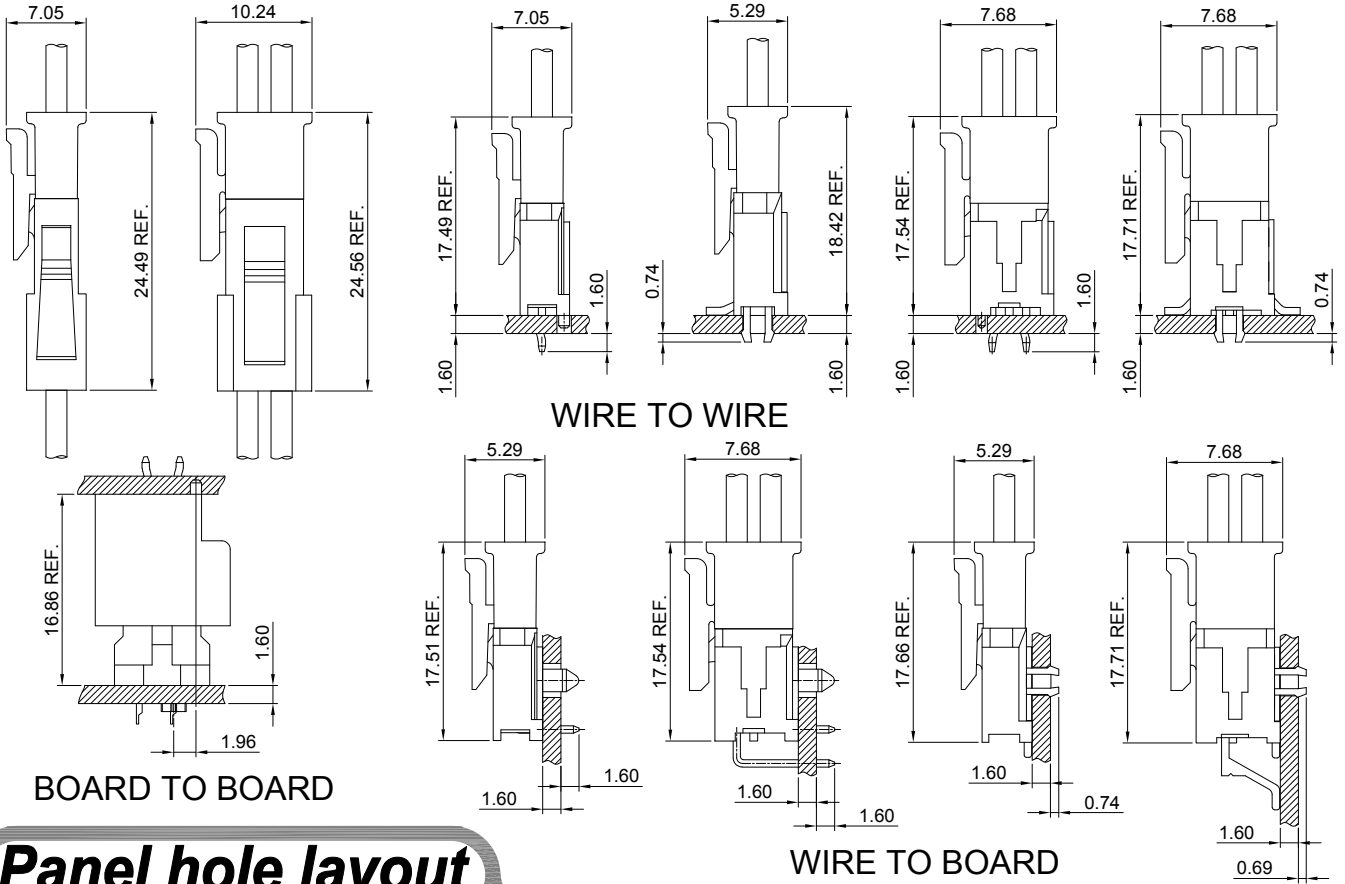 7.05
10.24
7.05
5.29
7.68
7.68
24.49 REF.
24.56 REF.
17.49 REF.
1.60
1.60
0.74
18.42 REF.
1.60
17.54 REF.
1.60
1.60
17.71 REF.
0.74
1.60
WIRE TO WIRE
16.86 REF.
1.60
1.96
BOARD TO BOARD
5.29
17.51 REF.
1.60
1.60
7.68
17.54 REF.
1.60
1.60
5.29
17.66 REF.
1.60
0.74
7.68
17.71 REF.
1.60
0.69
WIRE TO BOARD
Panel hole layout